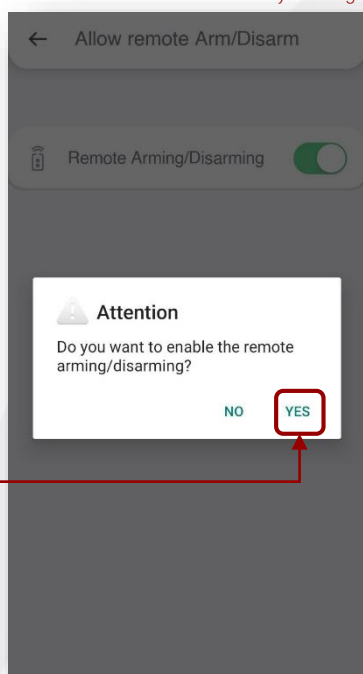 Allow remote Arm/Disarm
Remote Arming/Disarming
Attention
Do you want to enable the remote
arming/disarming?
NO YES